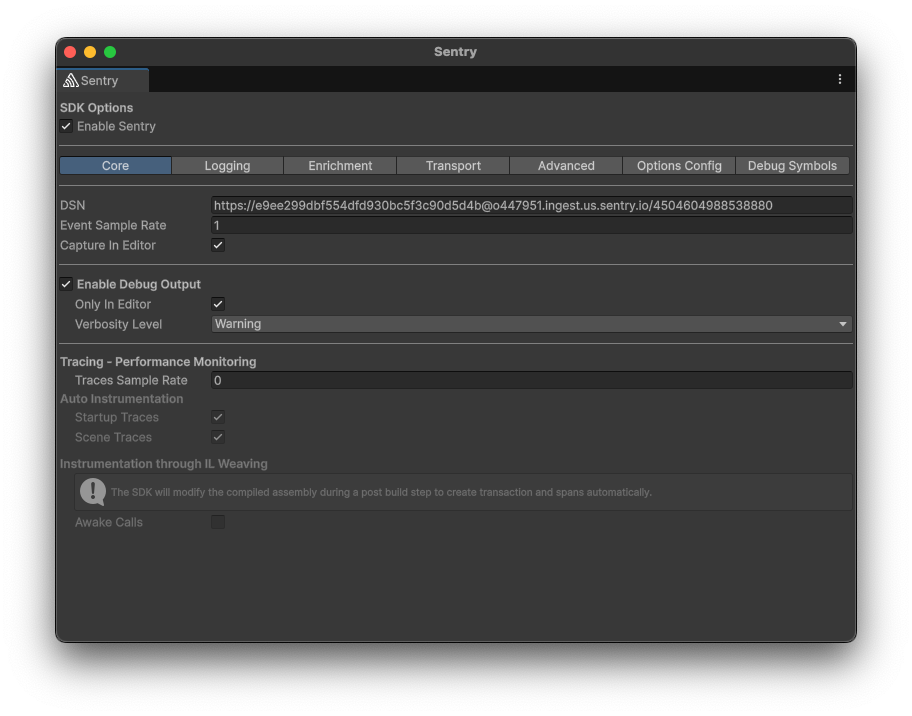 Sentry
Sentry
SDK Options
Enable Sentry
Core Logging Enrichment Transport Advanced Options Config Debug Symbols
DSN https://e9ee299dbf554dfd930bc5f3c90d5d4b@o447951.ingest.us.sentry.io/4504604988538880
Event Sample Rate 1
Capture In Editor
Enable Debug Output
Only In Editor
Verbosity Level Warning
Tracing - Performance Monitoring
Traces Sample Rate 0
Auto Instrumentation
Startup Traces
Scene Traces
Instrumentation through IL Weaving
The SDK will modify the compiled assembly during a post build step to create transaction and spans automatically.
Awake Calls